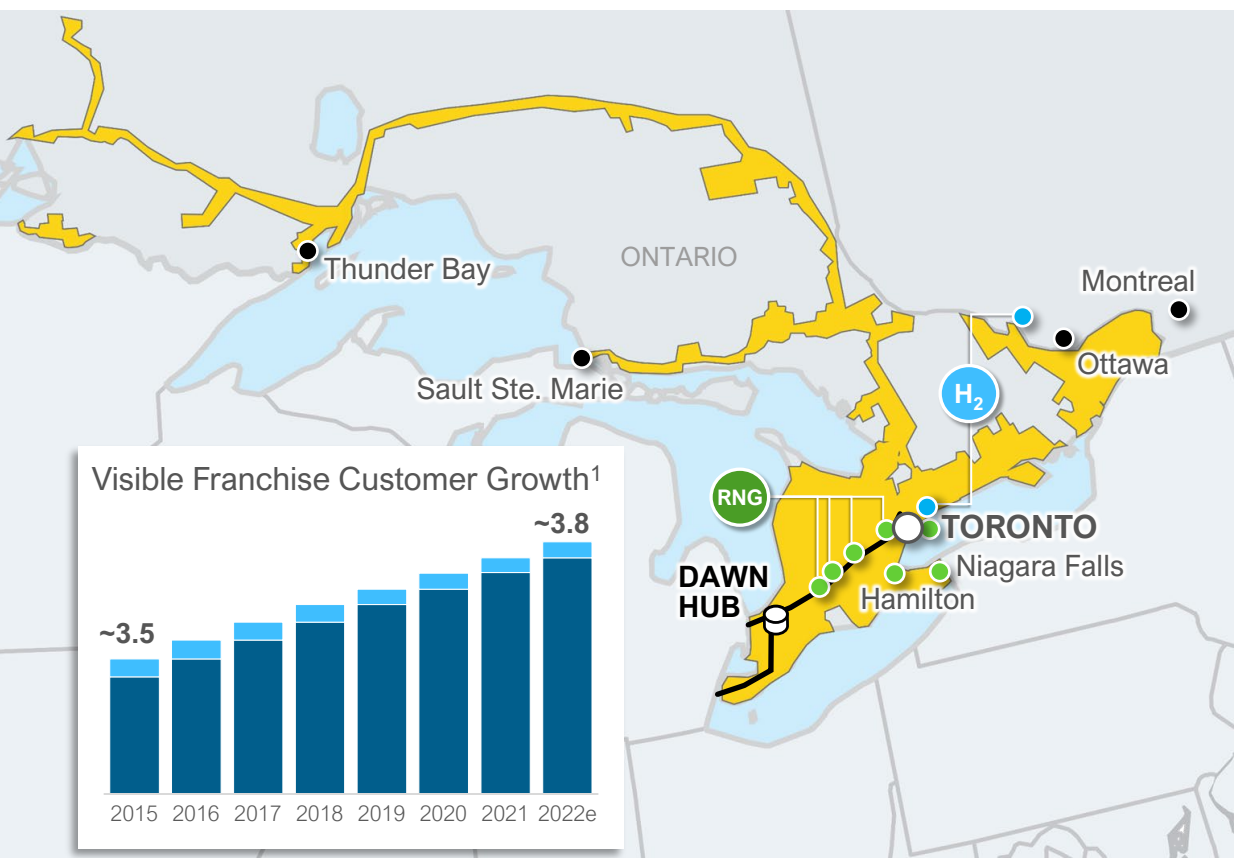 ONTARIO
Thunder Bay
Montreal
Ottawa
Sault Ste. Marie
H₂
Visible Franchise Customer Growth¹
RNG
~3.8
TORONTO
DAWN
HUB
Niagara Falls
Hamilton
~3.5
2015 2016 2017 2018 2019 2020 2021 2022e